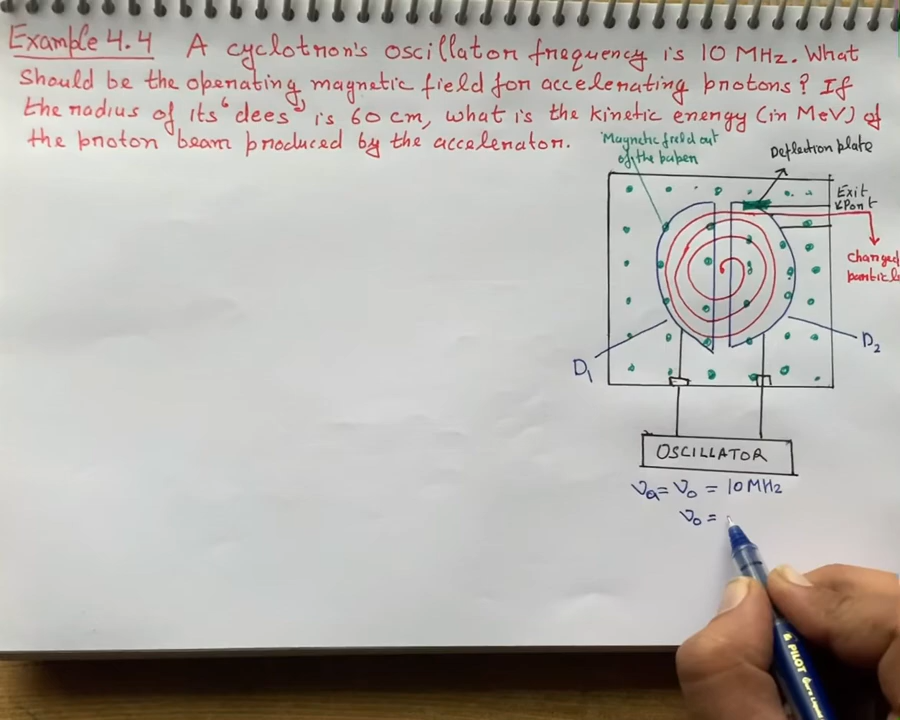 Example 4.4 A cyclotron's oscillator frequency is 10 MHz. What
should be the operating magnetic field for accelerating protons? If
the radius of its "dees" is 60 cm, what is the kinetic energy (in MeV) of
the proton beam produced by the accelerator.
Magnetic field out
of the paper
Deflection plate
Exit
Port
charged
particle
D₁
D₂
OSCILLATOR
νa = ν₀ = 10 MHz
ν₀ =
PILOT